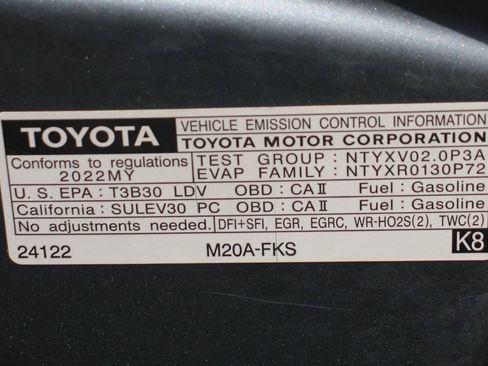 TOYOTA VEHICLE EMISSION CONTROL INFORMATION
TOYOTA MOTOR CORPORATION
Conforms to regulations TEST GROUP : NTYXV02.0P3A
2022MY EVAP FAMILY : NTYXR0130P72
U. S. EPA : T3B30 LDV OBD : CAⅡ Fuel : Gasoline
California : SULEV30 PC OBD : CAⅡ Fuel : Gasoline
No adjustments needed. DFI+SFI, EGR, EGRC, WR-HO2S(2), TWC(2)
24122 M20A-FKS K8